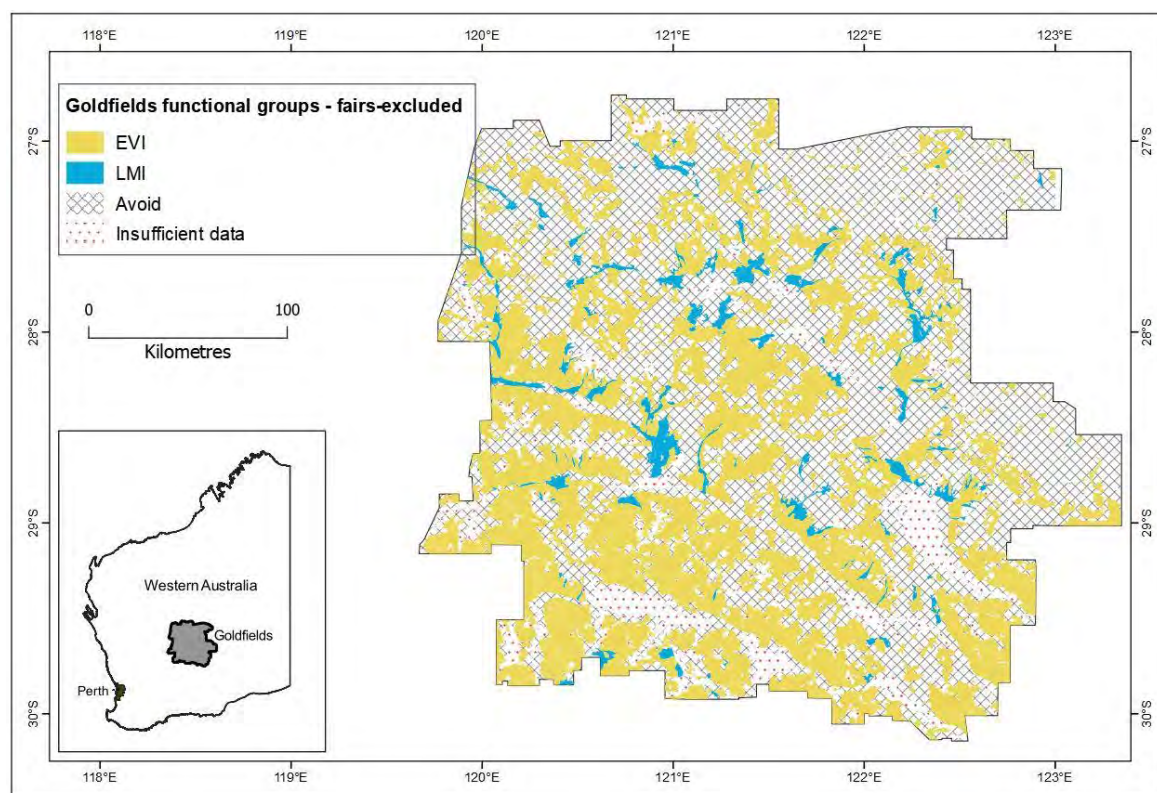 118°E 119°E 120°E 121°E 122°E 123°E
Goldfields functional groups - fairs-excluded
EVI
LMI
Avoid
Insufficient data
0 100
Kilometres
Western Australia
Goldfields
Perth
27°S 27°S
28°S 28°S
29°S 29°S
30°S 30°S
118°E 119°E 120°E 121°E 122°E 123°E